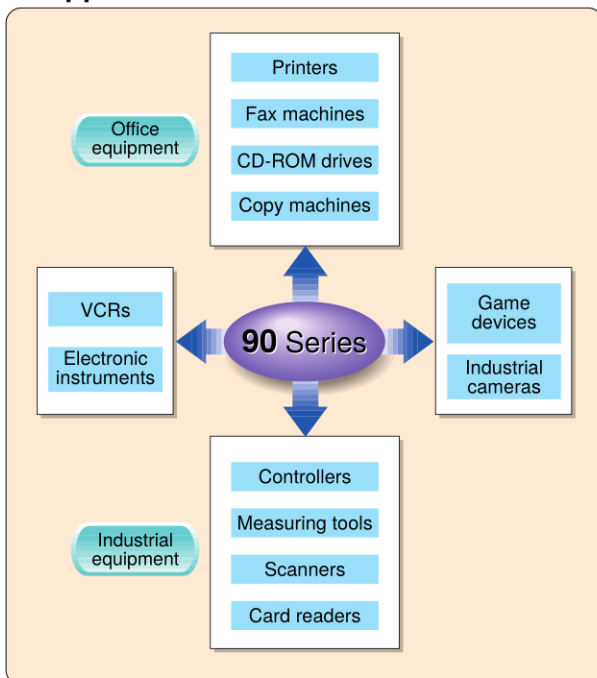 Printers
Fax machines
CD-ROM drives
Copy machines
Office
equipment
VCRs
Electronic
instruments
90 Series
Game
devices
Industrial
cameras
Controllers
Measuring tools
Scanners
Card readers
Industrial
equipment